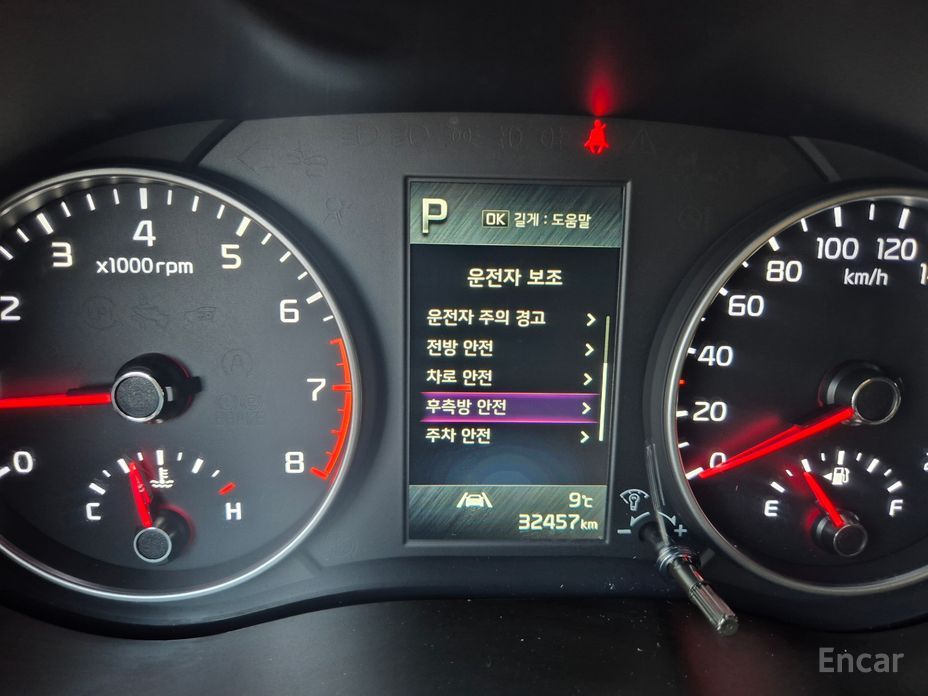 P
OK 길게 : 도움말
운전자 보조
운전자 주의 경고
전방 안전
차로 안전
후측방 안전
주차 안전
9℃
32457 km
0
2
3
4
5
6
7
8
x1000rpm
C
H
0
20
40
60
80
100
120
km/h
E
F
- +
Encar